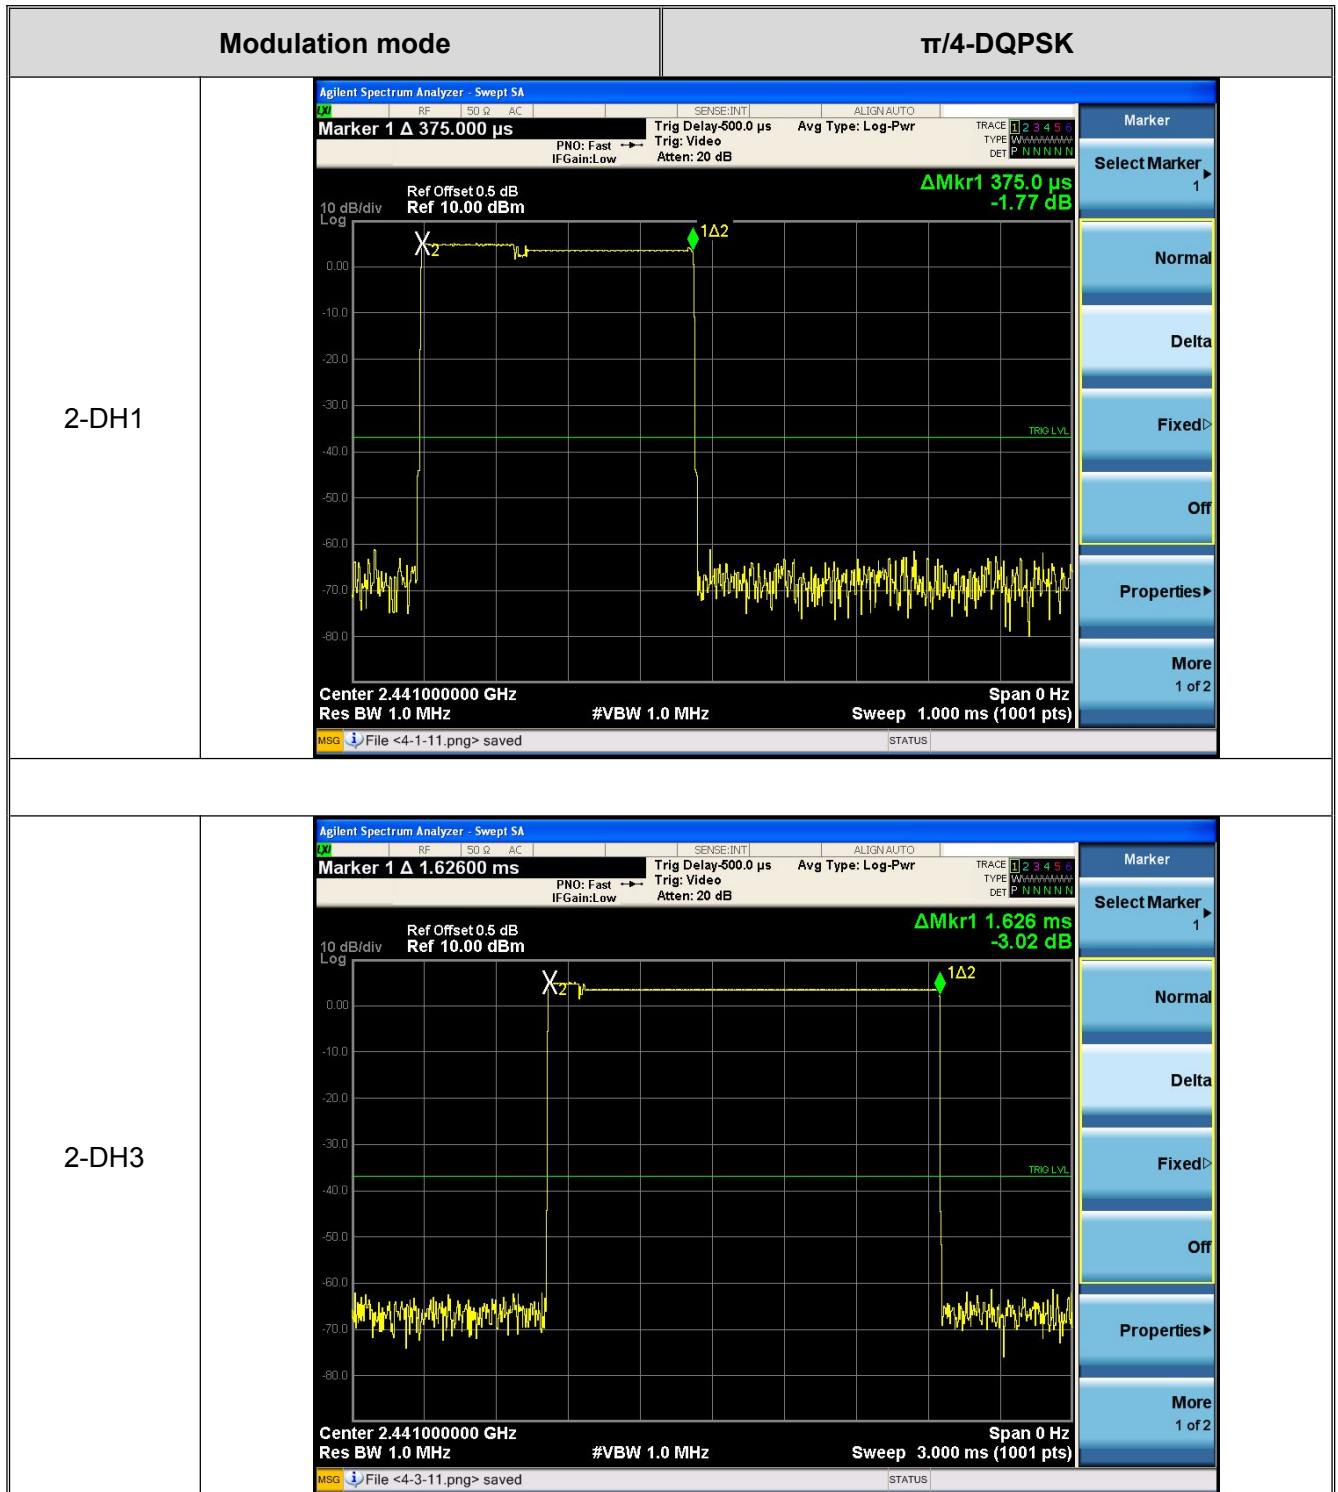 Modulation mode π/4-DQPSK
2-DH1
Agilent Spectrum Analyzer - Swept SA
LXI RF 50 Ω AC SENSE:INT ALIGN AUTO
Marker 1 Δ 375.000 µs
Trig Delay-500.0 µs Avg Type: Log-Pwr
TRACE 1 2 3 4 5 6
PNO: Fast Trig: Video
TYPE W
IFGain:Low Atten: 20 dB
DET P N N N N N
ΔMkr1 375.0 µs
-1.77 dB
Ref Offset 0.5 dB
10 dB/div Ref 10.00 dBm
Log
X2
1Δ2
0.00
-10.0
-20.0
-30.0
TRIG LVL
-40.0
-50.0
-60.0
-70.0
-80.0
Center 2.441000000 GHz Span 0 Hz
Res BW 1.0 MHz #VBW 1.0 MHz Sweep 1.000 ms (1001 pts)
MSG File <4-1-11.png> saved STATUS
Marker
Select Marker
1
Normal
Delta
Fixed
Off
Properties
More
1 of 2
2-DH3
Agilent Spectrum Analyzer - Swept SA
LXI RF 50 Ω AC SENSE:INT ALIGN AUTO
Marker 1 Δ 1.62600 ms
Trig Delay-500.0 µs Avg Type: Log-Pwr
TRACE 1 2 3 4 5 6
PNO: Fast Trig: Video
TYPE W
IFGain:Low Atten: 20 dB
DET P N N N N N
ΔMkr1 1.626 ms
-3.02 dB
Ref Offset 0.5 dB
10 dB/div Ref 10.00 dBm
Log
X2
1Δ2
0.00
-10.0
-20.0
-30.0
TRIG LVL
-40.0
-50.0
-60.0
-70.0
-80.0
Center 2.441000000 GHz Span 0 Hz
Res BW 1.0 MHz #VBW 1.0 MHz Sweep 3.000 ms (1001 pts)
MSG File <4-3-11.png> saved STATUS
Marker
Select Marker
1
Normal
Delta
Fixed
Off
Properties
More
1 of 2